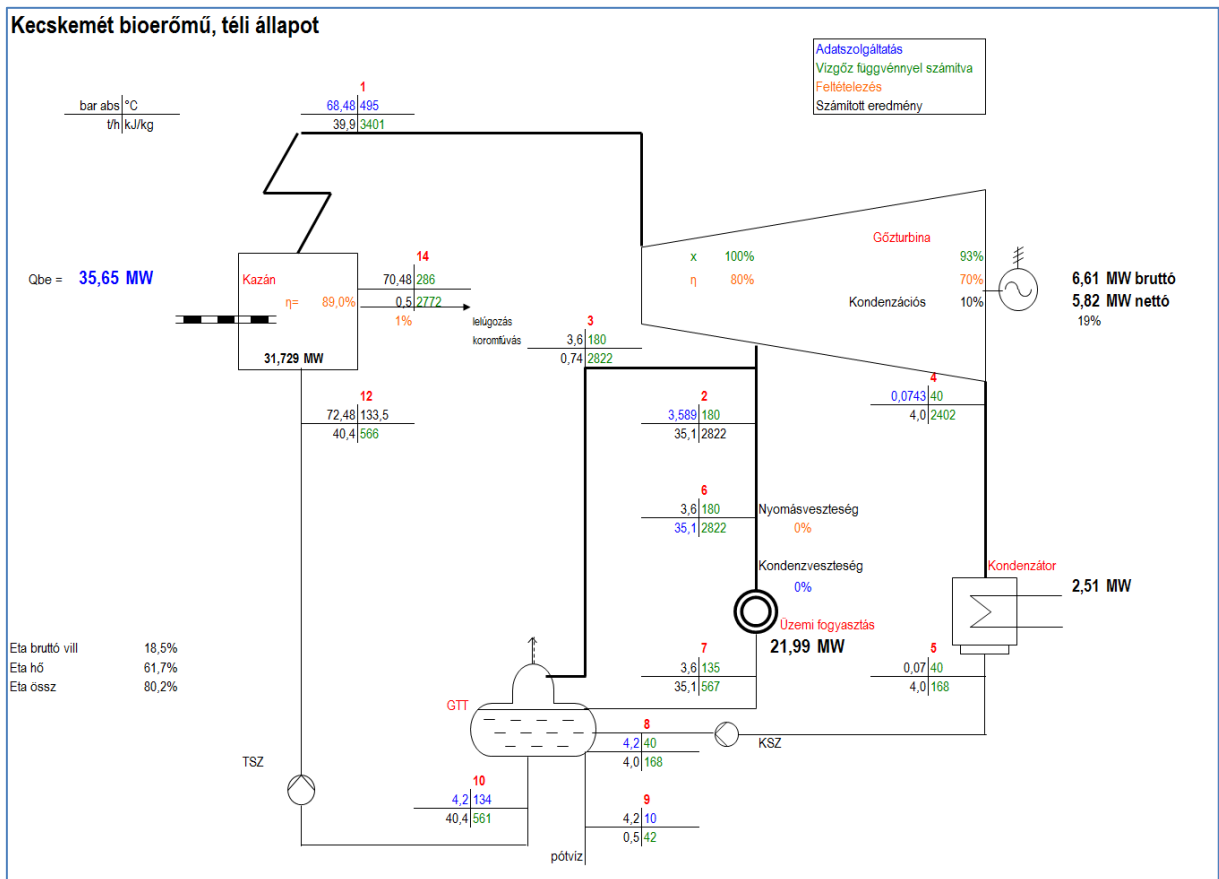 Kecskemét bioerőmű, téli állapot
Adatszolgáltatás
Vízgőz függvénnyel számítva
Feltételezés
Számított eredmény
bar abs °C
t/h kJ/kg
1
68,48 495
39,9 3401
Gőzturbina
x 100% 93%
η 80% 70%
Kondenzációs 10%
6,61 MW bruttó
5,82 MW nettó
19%
Qbe = 35,65 MW
Kazán
η= 89,0%
31,729 MW
14
70,48 286
0,5 2772
1%
lelúgozás
koromfúvás
3
3,6 180
0,74 2822
4
0,0743 40
4,0 2402
12
72,48 133,5
40,4 566
2
3,589 180
35,1 2822
6
3,6 180
35,1 2822
Nyomásveszteség
0%
Kondenzveszteség
0%
Kondenzátor
2,51 MW
Üzemi fogyasztás
21,99 MW
Eta bruttó vill 18,5%
Eta hő 61,7%
Eta össz 80,2%
7
3,6 135
35,1 567
5
0,07 40
4,0 168
GTT
8
4,2 40
4,0 168
KSZ
TSZ
10
4,2 134
40,4 561
9
4,2 10
0,5 42
pótvíz